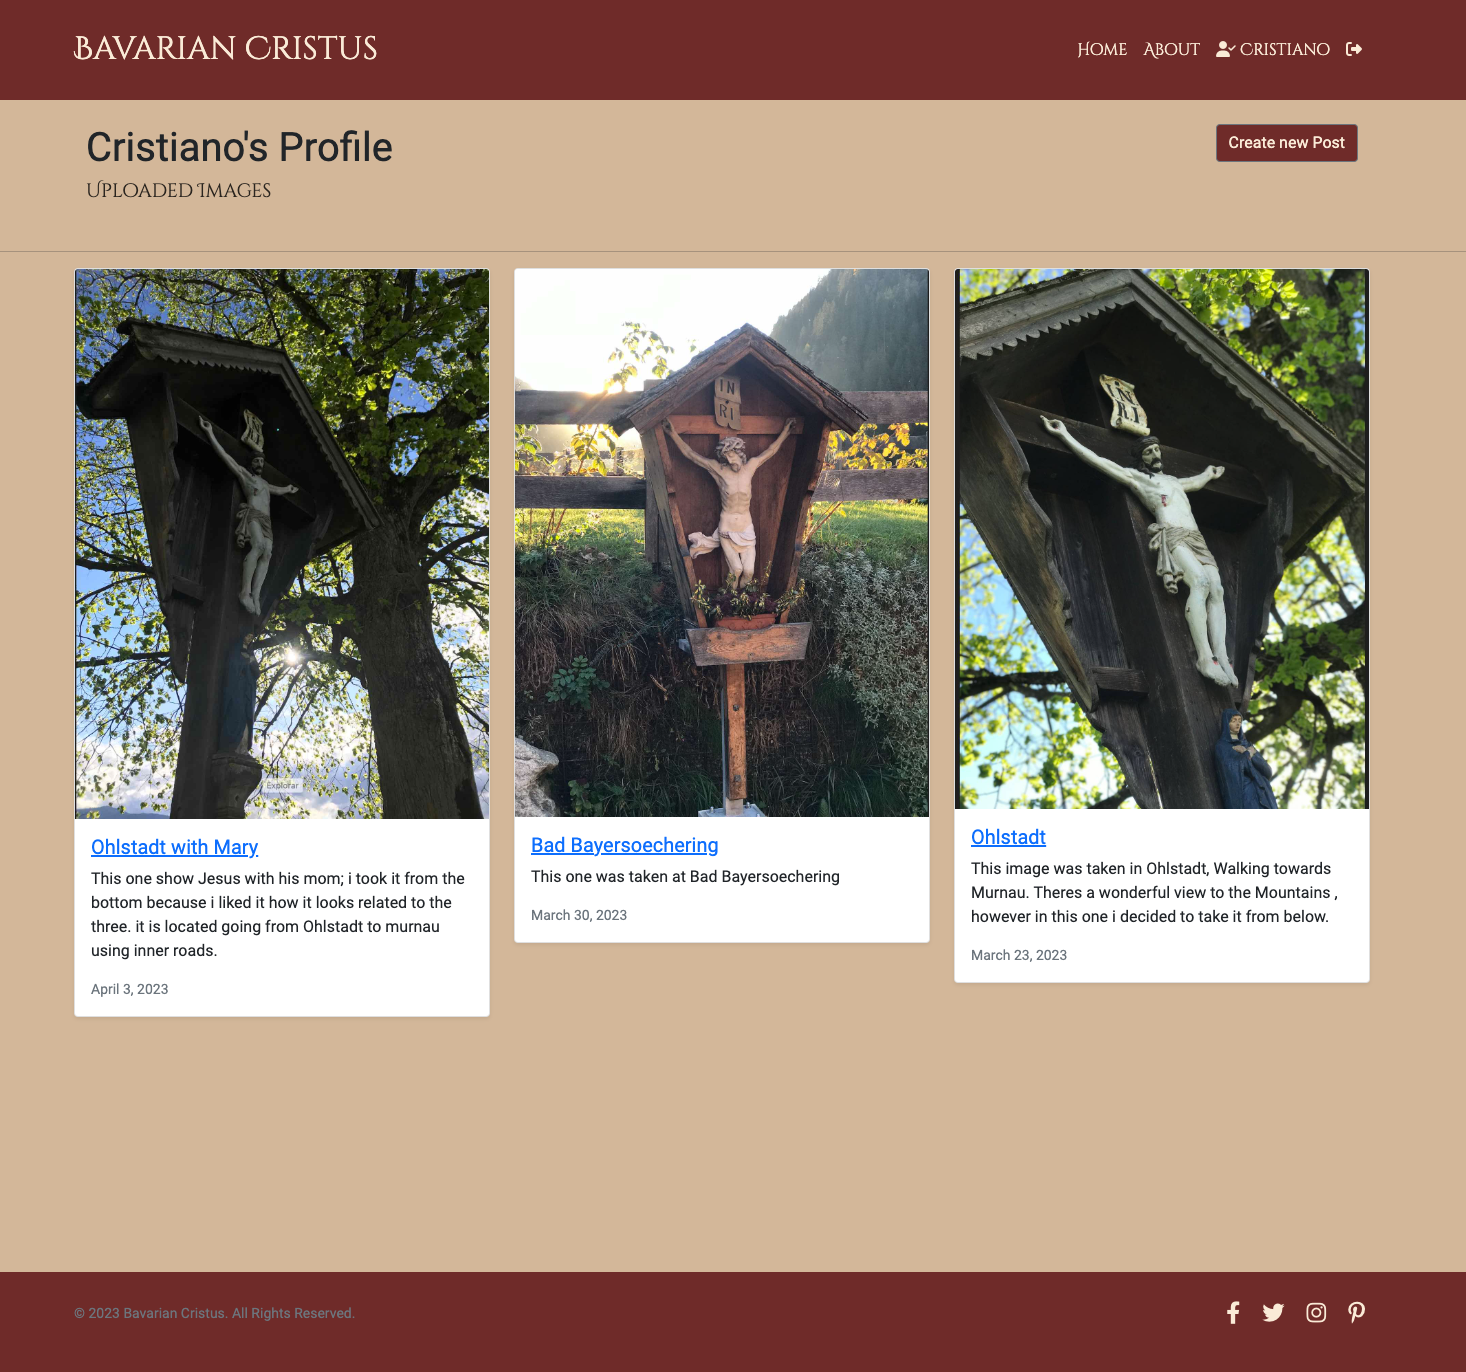 Bavarian Cristus
Home About Cristiano
Cristiano's Profile
Create new Post
Uploaded Images
INRI
IN
RI
INRI
Explorar
Ohlstadt with Mary
This one show Jesus with his mom; i took it from the
bottom because i liked it how it looks related to the
three. it is located going from Ohlstadt to murnau
using inner roads.
April 3, 2023
Bad Bayersoechering
This one was taken at Bad Bayersoechering
March 30, 2023
Ohlstadt
This image was taken in Ohlstadt, Walking towards
Murnau. Theres a wonderful view to the Mountains ,
however in this one i decided to take it from below.
March 23, 2023
© 2023 Bavarian Cristus. All Rights Reserved.